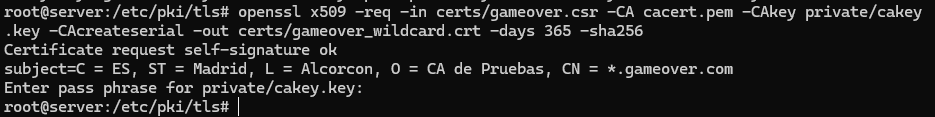 root@server:/etc/pki/tls# openssl x509 -req -in certs/gameover.csr -CA cacert.pem -CAkey private/cakey
.key -CAcreateserial -out certs/gameover_wildcard.crt -days 365 -sha256
Certificate request self-signature ok
subject=C = ES, ST = Madrid, L = Alcorcon, O = CA de Pruebas, CN = *.gameover.com
Enter pass phrase for private/cakey.key:
root@server:/etc/pki/tls#